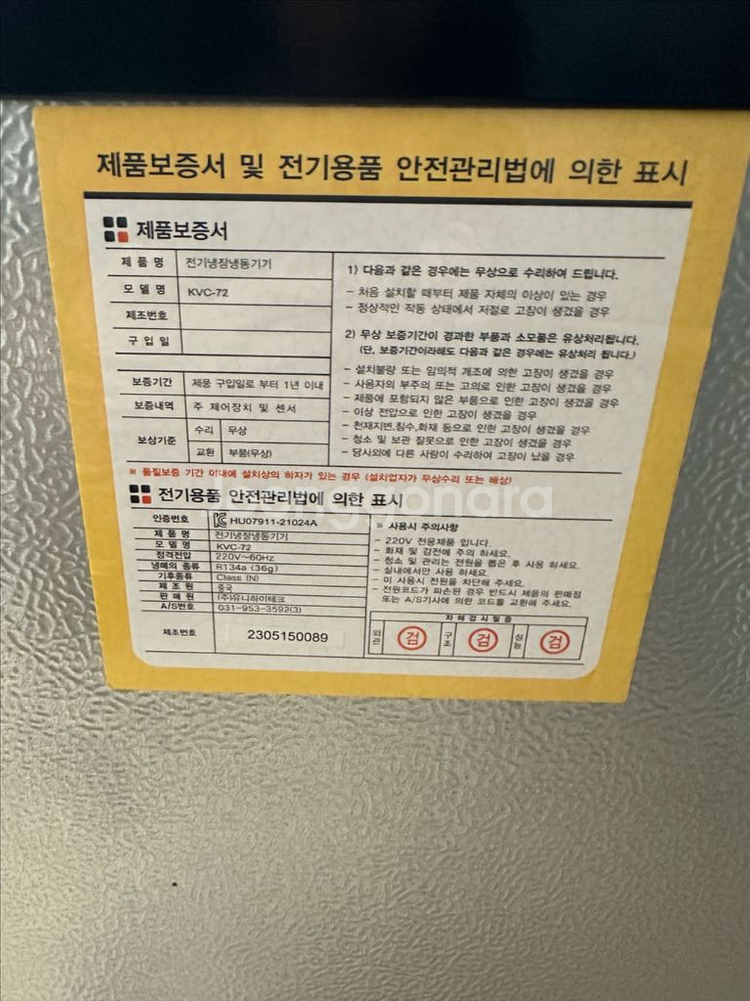 제품보증서 및 전기용품 안전관리법에 의한 표시
제품보증서
제 품 명 전기냉장냉동기기
모 델 명 KVC-72
제조번호
구 입 일
보증기간 제품 구입일로 부터 1년 이내
보증내역 주 제어장치 및 센서
보상기준 수리 무상
교환 부품(무상)
1) 다음과 같은 경우에는 무상으로 수리하여 드립니다.
- 처음 설치할 때부터 제품 자체의 이상이 있는 경우
- 정상적인 작동 상태에서 저절로 고장이 생겼을 경우
2) 무상 보증기간이 경과한 부품과 소모품은 유상처리됩니다.
(단, 보증기간이라해도 다음과 같은 경우에는 유상처리 됩니다.)
- 설치불량 또는 임의적 개조에 의한 고장이 생겼을 경우
- 사용자의 부주의 또는 고의로 인한 고장이 생겼을 경우
- 제품에 포함되지 않은 부품으로 인한 고장이 생겼을 경우
- 이상 전압으로 인한 고장이 생겼을 경우
- 천재지변,침수,화재 등으로 인한 고장이 생겼을 경우
- 청소 및 보관 잘못으로 인한 고장이 생겼을 경우
- 당사외에 다른 사람이 수리하여 고장이 났을 경우
※ 품질보증 기간 이내에 설치상의 하자가 있는 경우 (설치업자가 무상수리 또는 배상)
전기용품 안전관리법에 의한 표시
인증번호 HU07911-21024A
제 품 명 전기냉장냉동기기
모 델 명 KVC-72
정격전압 220V~60Hz
냉매의 종류 R134a (36g)
기후종류 Class (N)
제 조 원 중국
판 매 원 (주)유니하이테크
A/S번호 031-953-3592(3)
제조번호 2305150089
※ 사용시 주의사항
- 220V 전용제품 입니다.
- 화재 및 감전에 주의 하세요.
- 청소 및 관리는 전원을 뽑은 후 사용 하세요.
- 실내에서만 사용 하세요.
- 미 사용시 전원을 차단해 주세요.
- 전원코드가 파손된 경우 반드시 제품의 판매점
또는 A/S기사에 의한 코드를 교환해 주세요.
자체검사필증
외관 검 구조 검 성능 검